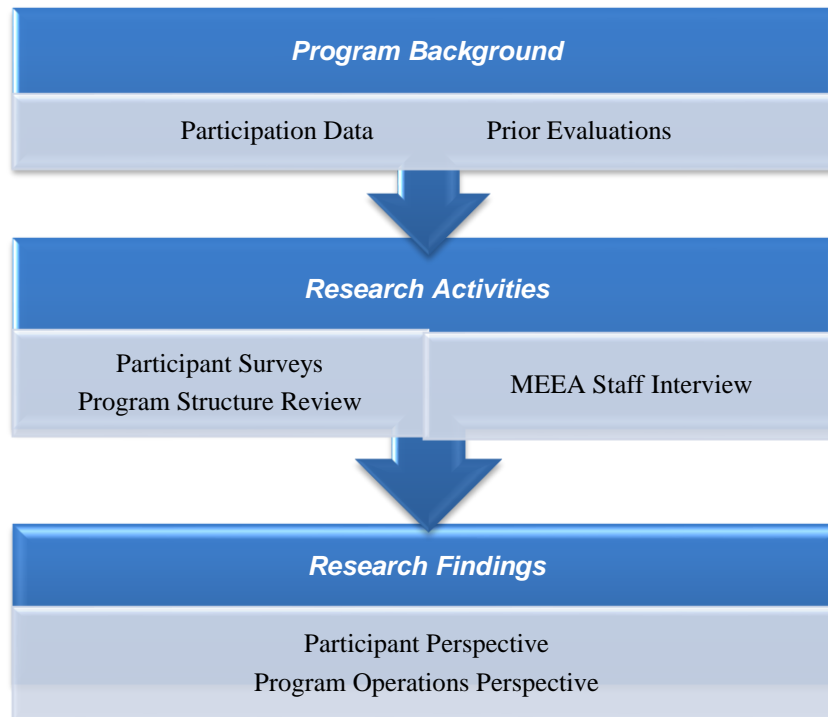 Program Background
Participation Data Prior Evaluations
Research Activities
Participant Surveys
Program Structure Review
MEEA Staff Interview
Research Findings
Participant Perspective
Program Operations Perspective